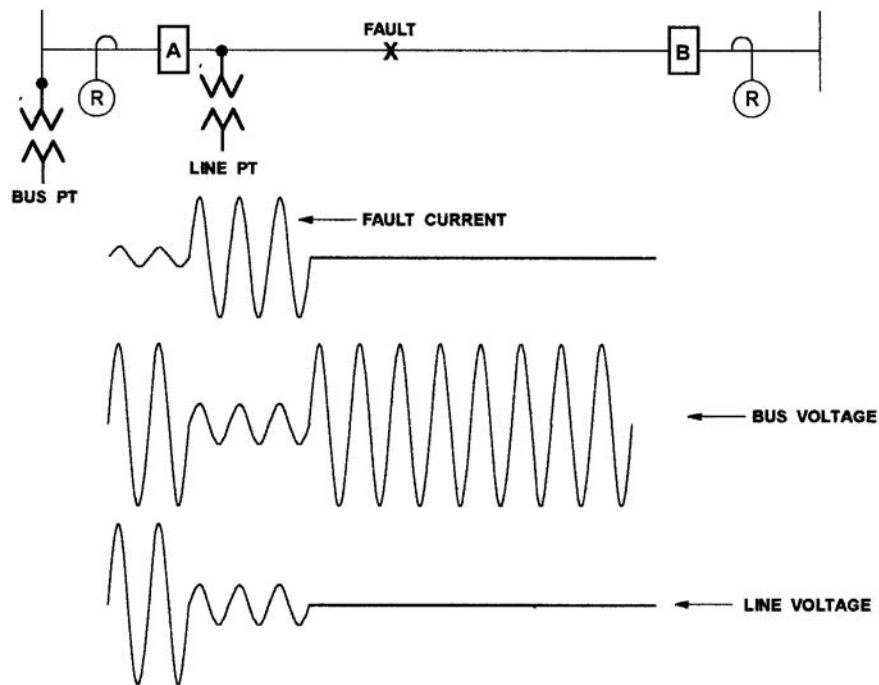 FAULT
X
A
B
R
R
LINE PT
BUS PT
FAULT CURRENT
BUS VOLTAGE
LINE VOLTAGE